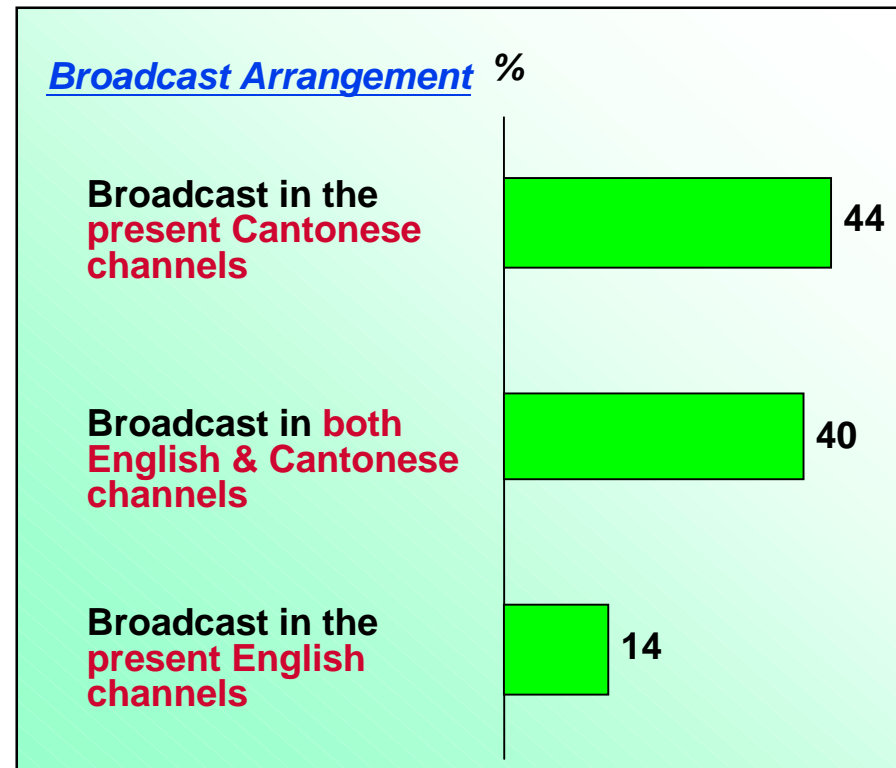 Broadcast Arrangement %
Broadcast in the
present Cantonese
channels
44
Broadcast in both
English & Cantonese
channels
40
Broadcast in the
present English
channels
14